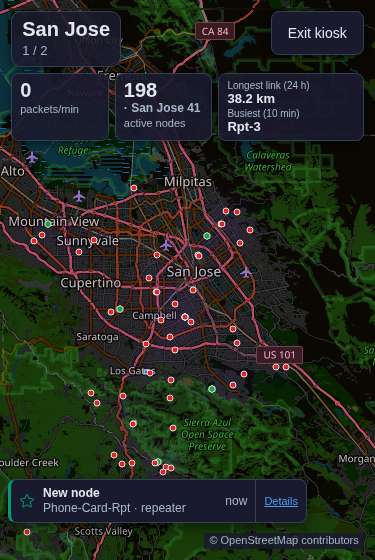 San Jose
1 / 2
CA 84
Exit kiosk
0
packets/min
198
· San Jose 41
active nodes
Longest link (24 h)
38.2 km
Busiest (10 min)
Rpt-3
Refuge
Calaveras
Watershed
Alto
Milpitas
Mountain View
Sunnyvale
San Jose
Cupertino
Campbell
Saratoga
US 101
Los Gatos
Sierra Azul
Open Space
Preserve
oulder Creek
Morgan
New node
Phone-Card-Rpt · repeater
now
Details
Scotts Valley
© OpenStreetMap contributors